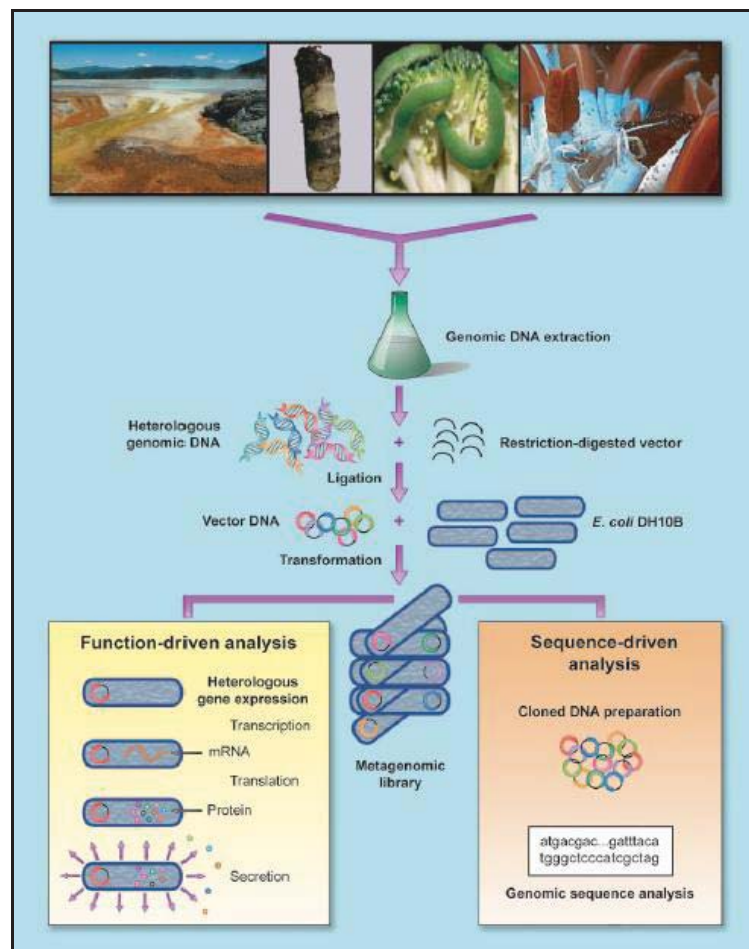 Genomic DNA extraction
Heterologous
genomic DNA
+
Restriction-digested vector
Ligation
Vector DNA
+
E. coli DH10B
Transformation
Function-driven analysis
Heterologous
gene expression
Transcription
mRNA
Translation
Protein
Secretion
Metagenomic
library
Sequence-driven
analysis
Cloned DNA preparation
atgacgac...gatttaca
tgggctcccatcgctag
Genomic sequence analysis